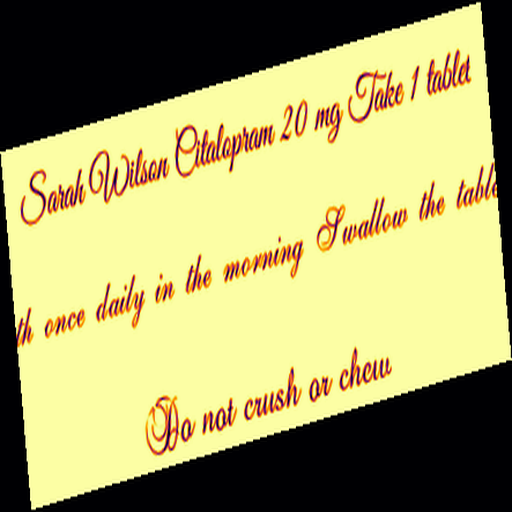 Sarah Wilson Citalopram 20 mg Take 1 tablet
once daily in the morning Swallow the
Do not crush or chew